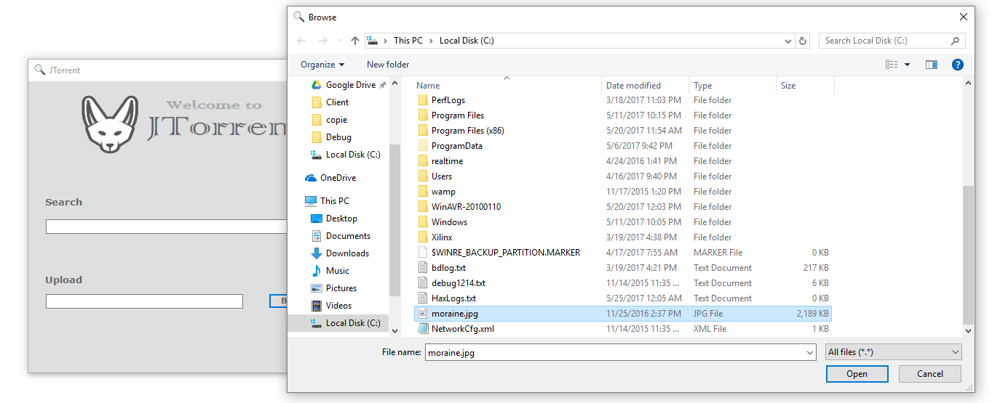 Browse
This PC > Local Disk (C:)
Search Local Disk (C:)
JTorrent
Welcome to
JTorren
Search
Upload
B
Organize
New folder
Google Drive
Client
copie
Debug
Local Disk (C:)
OneDrive
This PC
Desktop
Documents
Downloads
Music
Pictures
Videos
Local Disk (C:)
Name Date modified Type Size
PerfLogs 3/18/2017 11:03 PM File folder
Program Files 5/11/2017 10:15 PM File folder
Program Files (x86) 5/20/2017 11:54 AM File folder
ProgramData 5/6/2017 9:42 PM File folder
realtime 4/24/2016 1:41 PM File folder
Users 4/16/2017 9:40 PM File folder
wamp 11/17/2015 1:20 PM File folder
WinAVR-20100110 5/20/2017 12:03 PM File folder
Windows 5/11/2017 10:05 PM File folder
Xilinx 3/19/2017 4:38 PM File folder
$WINRE_BACKUP_PARTITION.MARKER 4/17/2017 7:55 AM MARKER File 0 KB
bdlog.txt 3/19/2017 4:21 PM Text Document 217 KB
debug1214.txt 11/14/2015 11:35 ... Text Document 6 KB
HaxLogs.txt 5/25/2017 12:05 AM Text Document 0 KB
moraine.jpg 11/25/2016 2:37 PM JPG File 2,189 KB
NetworkCfg.xml 11/14/2015 11:35 ... XML File 1 KB
File name: moraine.jpg All files (*.*)
Open Cancel